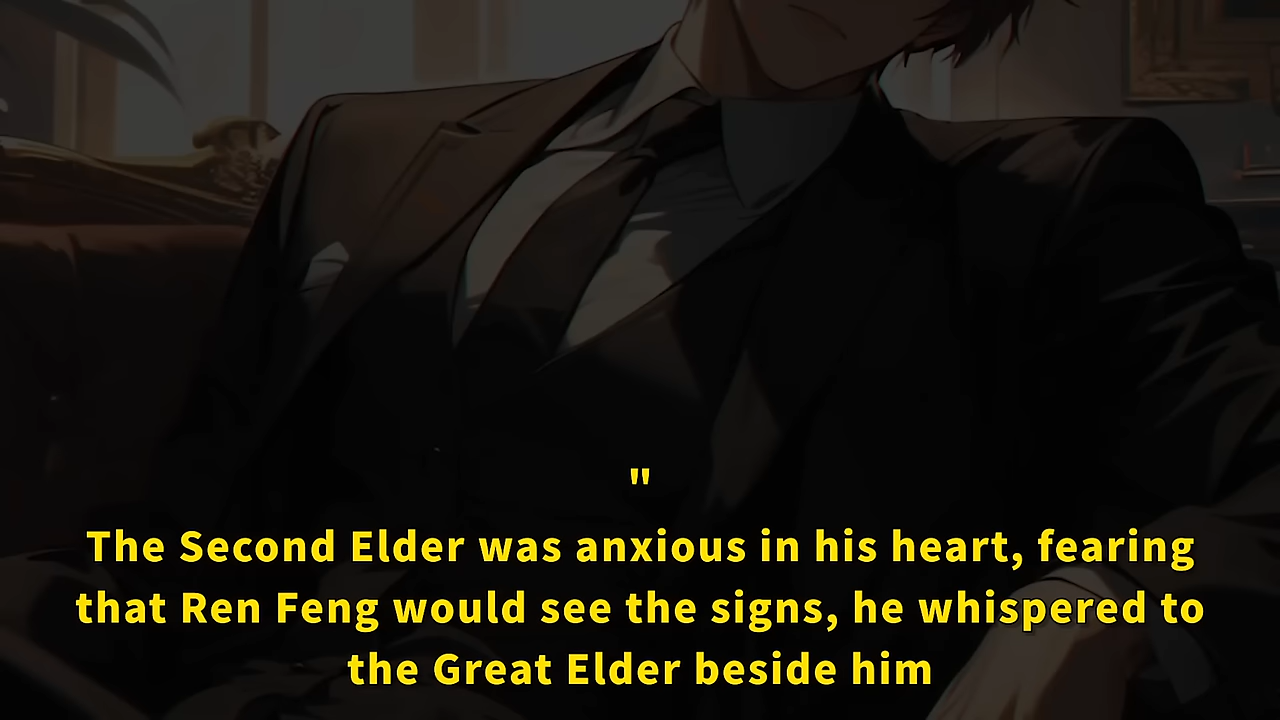 "
The Second Elder was anxious in his heart, fearing
that Ren Feng would see the signs, he whispered to
the Great Elder beside him